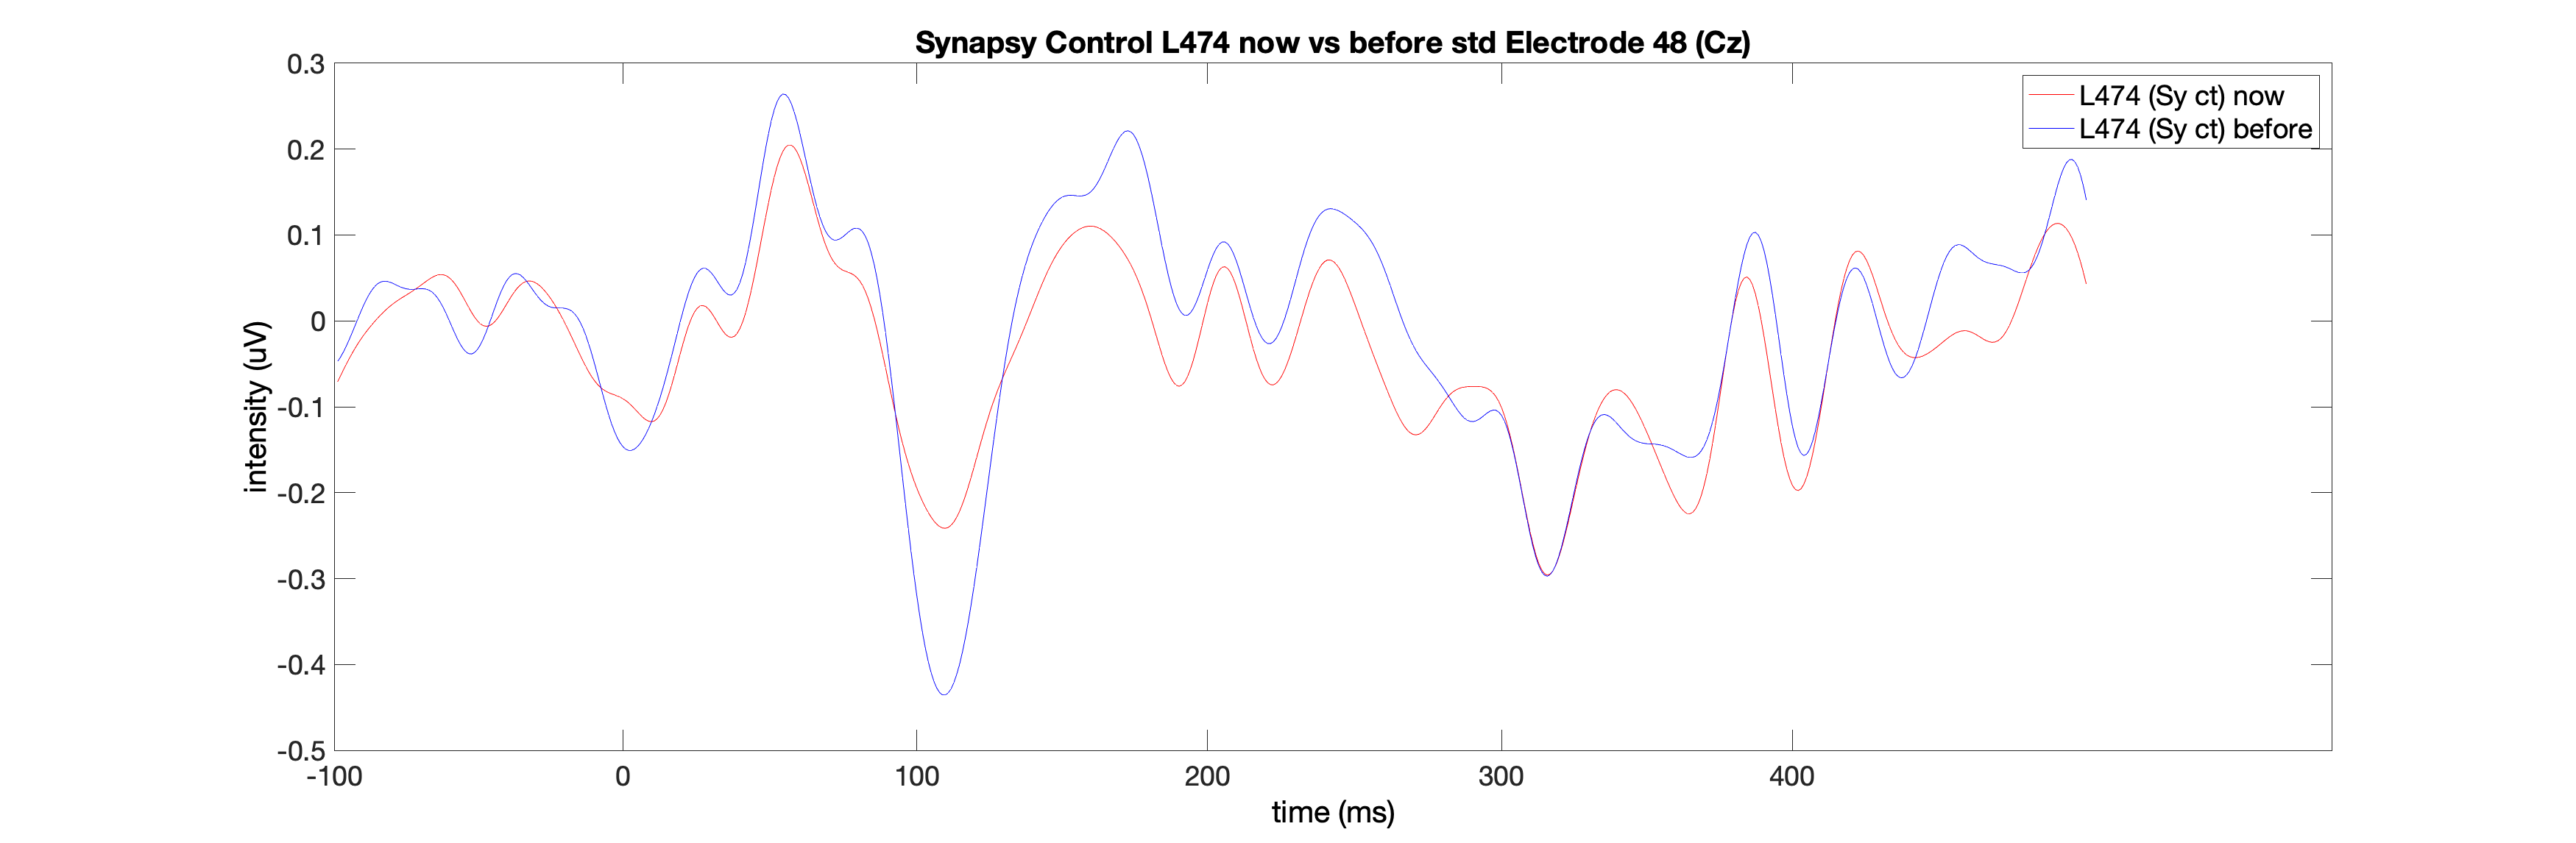 Synapsy Control L474 now vs before std Electrode 48 (Cz)
0.3
0.2
0.1
0
-0.1
-0.2
-0.3
-0.4
-0.5
intensity (uV)
L474 (Sy ct) now
L474 (Sy ct) before
-100 0 100 200 300 400
time (ms)